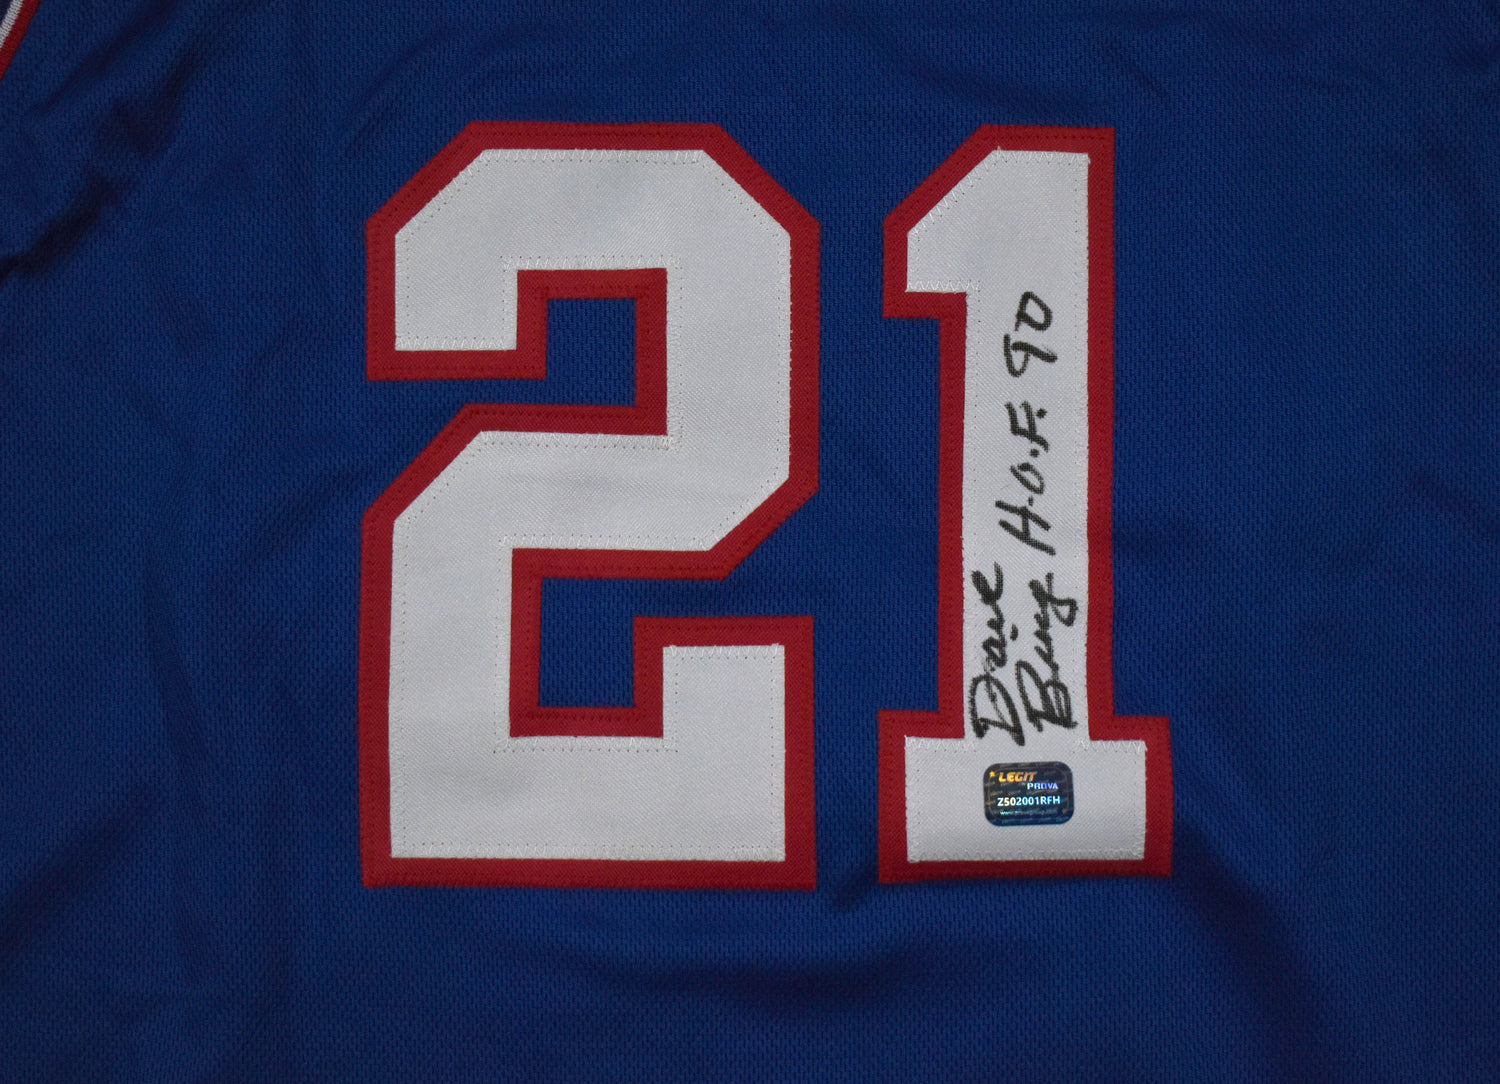 21
Dave
Bing H.O.F. 90
LEGIT
PROVA
Z502001RFH